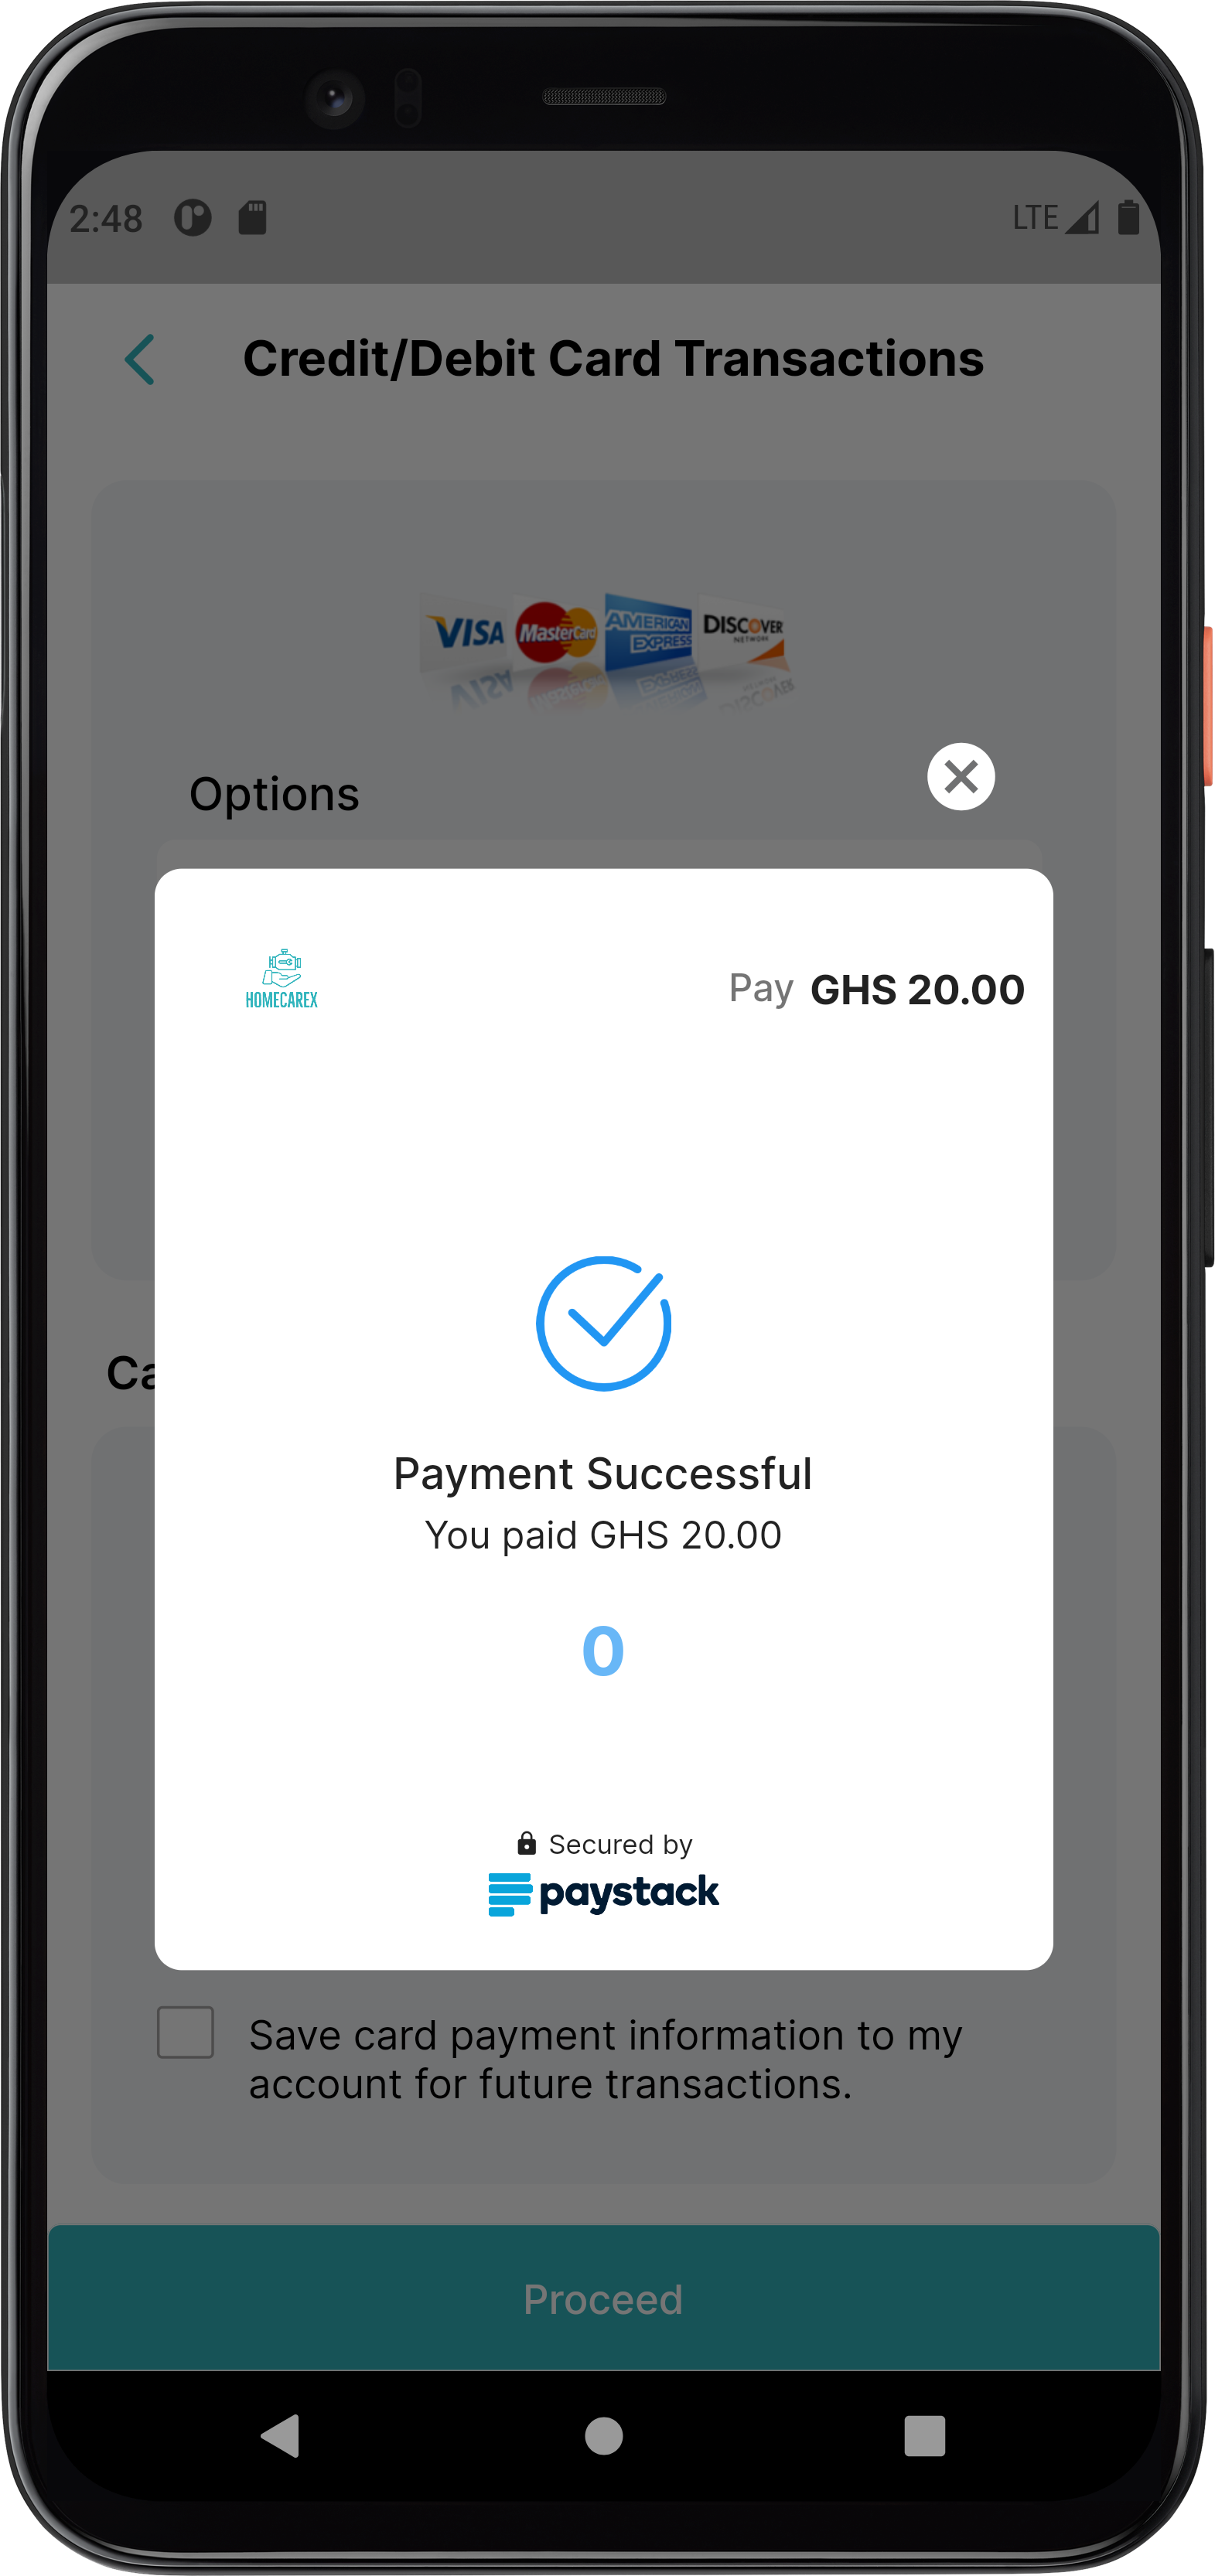 2:48
LTE
Credit/Debit Card Transactions
VISA MasterCard AMERICAN EXPRESS DISCOVER NETWORK
Options
HOMECAREX
Pay GHS 20.00
Ca
Payment Successful
You paid GHS 20.00
0
Secured by
paystack
Save card payment information to my
account for future transactions.
Proceed